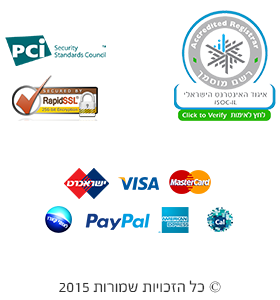 PCi Security
Standards Council
Accredited Registrar
רשם מוסמך
איגוד האינטרנט הישראלי
ISOC-IL
Click to Verify לחץ לאימות
SECURED BY
RapidSSL
ישראכרט
VISA
MasterCard
PayPal
AMERICAN
EXPRESS
Cal
© כל הזכויות שמורות 2015